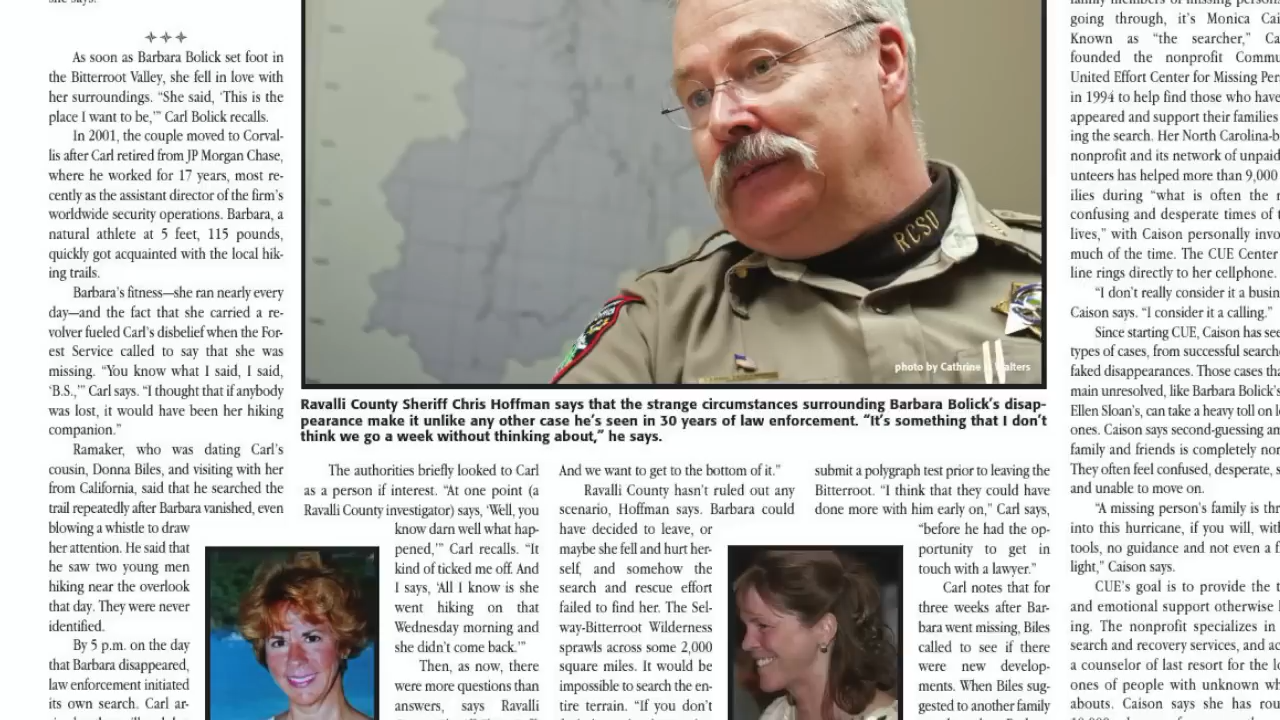 she says.
As soon as Barbara Bolick set foot in
the Bitterroot Valley, she fell in love with
her surroundings. “She said, ‘This is the
place I want to be,’” Carl Bolick recalls.
In 2001, the couple moved to Corval-
lis after Carl retired from JP Morgan Chase,
where he worked for 17 years, most re-
cently as the assistant director of the firm’s
worldwide security operations. Barbara, a
natural athlete at 5 feet, 115 pounds,
quickly got acquainted with the local hik-
ing trails.
Barbara’s fitness—she ran nearly every
day—and the fact that she carried a re-
volver fueled Carl’s disbelief when the For-
est Service called to say that she was
missing. “You know what I said, I said,
‘B.S.,’” Carl says. “I thought that if anybody
was lost, it would have been her hiking
companion.”
Ramaker, who was dating Carl’s
cousin, Donna Biles, and visiting with her
from California, said that he searched the
trail repeatedly after Barbara vanished, even
blowing a whistle to draw
her attention. He said that
he saw two young men
hiking near the overlook
that day. They were never
identified.
By 5 p.m. on the day
that Barbara disappeared,
law enforcement initiated
its own search. Carl ar-
RCSD
photo by Cathrine L. Walters
Ravalli County Sheriff Chris Hoffman says that the strange circumstances surrounding Barbara Bolick’s disap-
pearance make it unlike any other case he’s seen in 30 years of law enforcement. “It’s something that I don’t
think we go a week without thinking about,” he says.
The authorities briefly looked to Carl
as a person if interest. “At one point (a
Ravalli County investigator) says, ‘Well, you
know darn well what hap-
pened,’” Carl recalls. “It
kind of ticked me off. And
I says, ‘All I know is she
went hiking on that
Wednesday morning and
she didn’t come back.’”
Then, as now, there
were more questions than
answers, says Ravalli
And we want to get to the bottom of it.”
Ravalli County hasn’t ruled out any
scenario, Hoffman says. Barbara could
have decided to leave, or
maybe she fell and hurt her-
self, and somehow the
search and rescue effort
failed to find her. The Sel-
way-Bitterroot Wilderness
sprawls across some 2,000
square miles. It would be
impossible to search the en-
tire terrain. “If you don’t
submit a polygraph test prior to leaving the
Bitterroot. “I think that they could have
done more with him early on,” Carl says,
“before he had the op-
portunity to get in
touch with a lawyer.”
Carl notes that for
three weeks after Bar-
bara went missing, Biles
called to see if there
were new develop-
ments. When Biles sug-
gested to another family
family members of missing person
going through, it’s Monica Cai
Known as “the searcher,” Ca
founded the nonprofit Commu
United Effort Center for Missing Per
in 1994 to help find those who have
appeared and support their families
ing the search. Her North Carolina-b
nonprofit and its network of unpaid
unteers has helped more than 9,000
ilies during “what is often the m
confusing and desperate times of t
lives,” with Caison personally invo
much of the time. The CUE Center
line rings directly to her cellphone.
“I don’t really consider it a busin
Caison says. “I consider it a calling.”
Since starting CUE, Caison has see
types of cases, from successful searche
faked disappearances. Those cases tha
main unresolved, like Barbara Bolick’s
Ellen Sloan’s, can take a heavy toll on l
ones. Caison says second-guessing am
family and friends is completely nor
They often feel confused, desperate, s
and unable to move on.
“A missing person’s family is thr
into this hurricane, if you will, with
tools, no guidance and not even a f
light,” Caison says.
CUE’s goal is to provide the t
and emotional support otherwise l
ing. The nonprofit specializes in
search and recovery services, and ac
a counselor of last resort for the lo
ones of people with unknown wh
abouts. Caison says she has rou